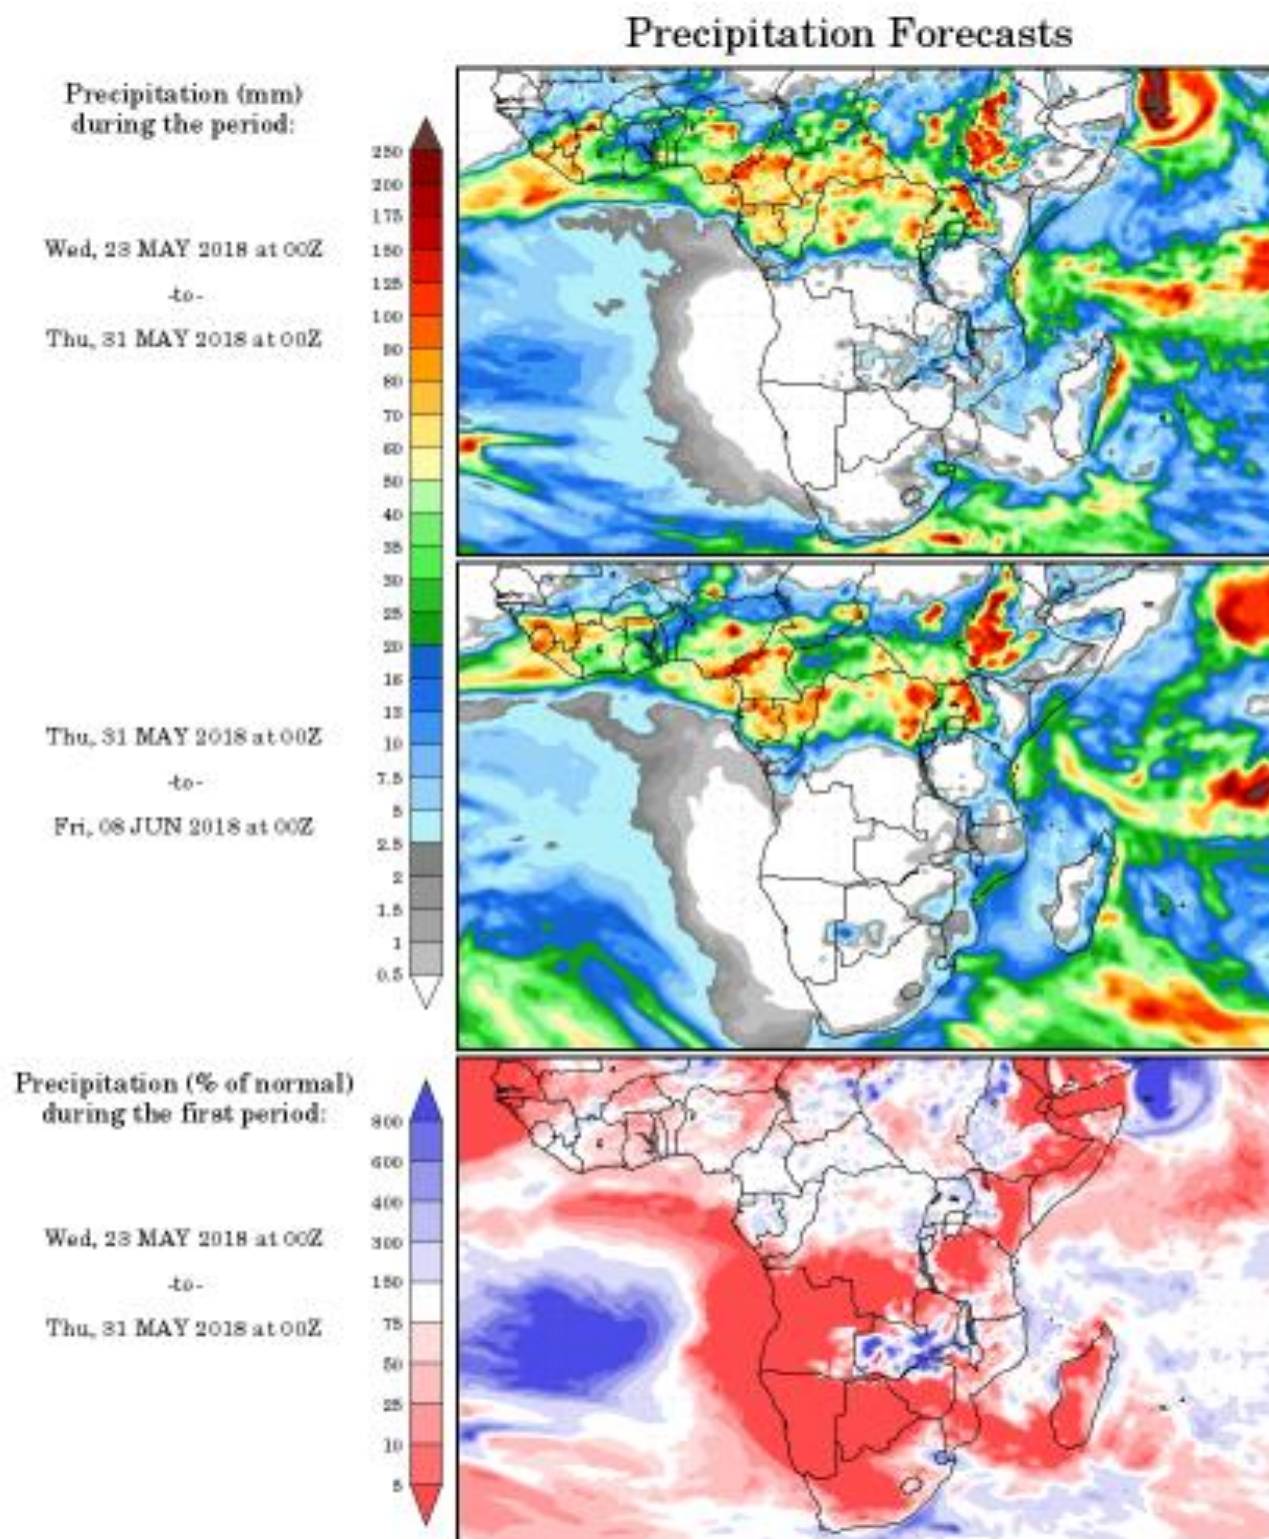 Precipitation Forecasts
Precipitation (mm)
during the period:
250
200
175
150
125
100
90
80
70
60
50
40
35
30
25
20
16
13
10
7.5
5
2.5
2
1.5
1
0.5
Wed, 23 MAY 2018 at 00Z
-to-
Thu, 31 MAY 2018 at 00Z
Thu, 31 MAY 2018 at 00Z
-to-
Fri, 08 JUN 2018 at 00Z
Precipitation (% of normal)
during the first period:
800
600
400
300
150
75
50
25
10
5
Wed, 23 MAY 2018 at 00Z
-to-
Thu, 31 MAY 2018 at 00Z